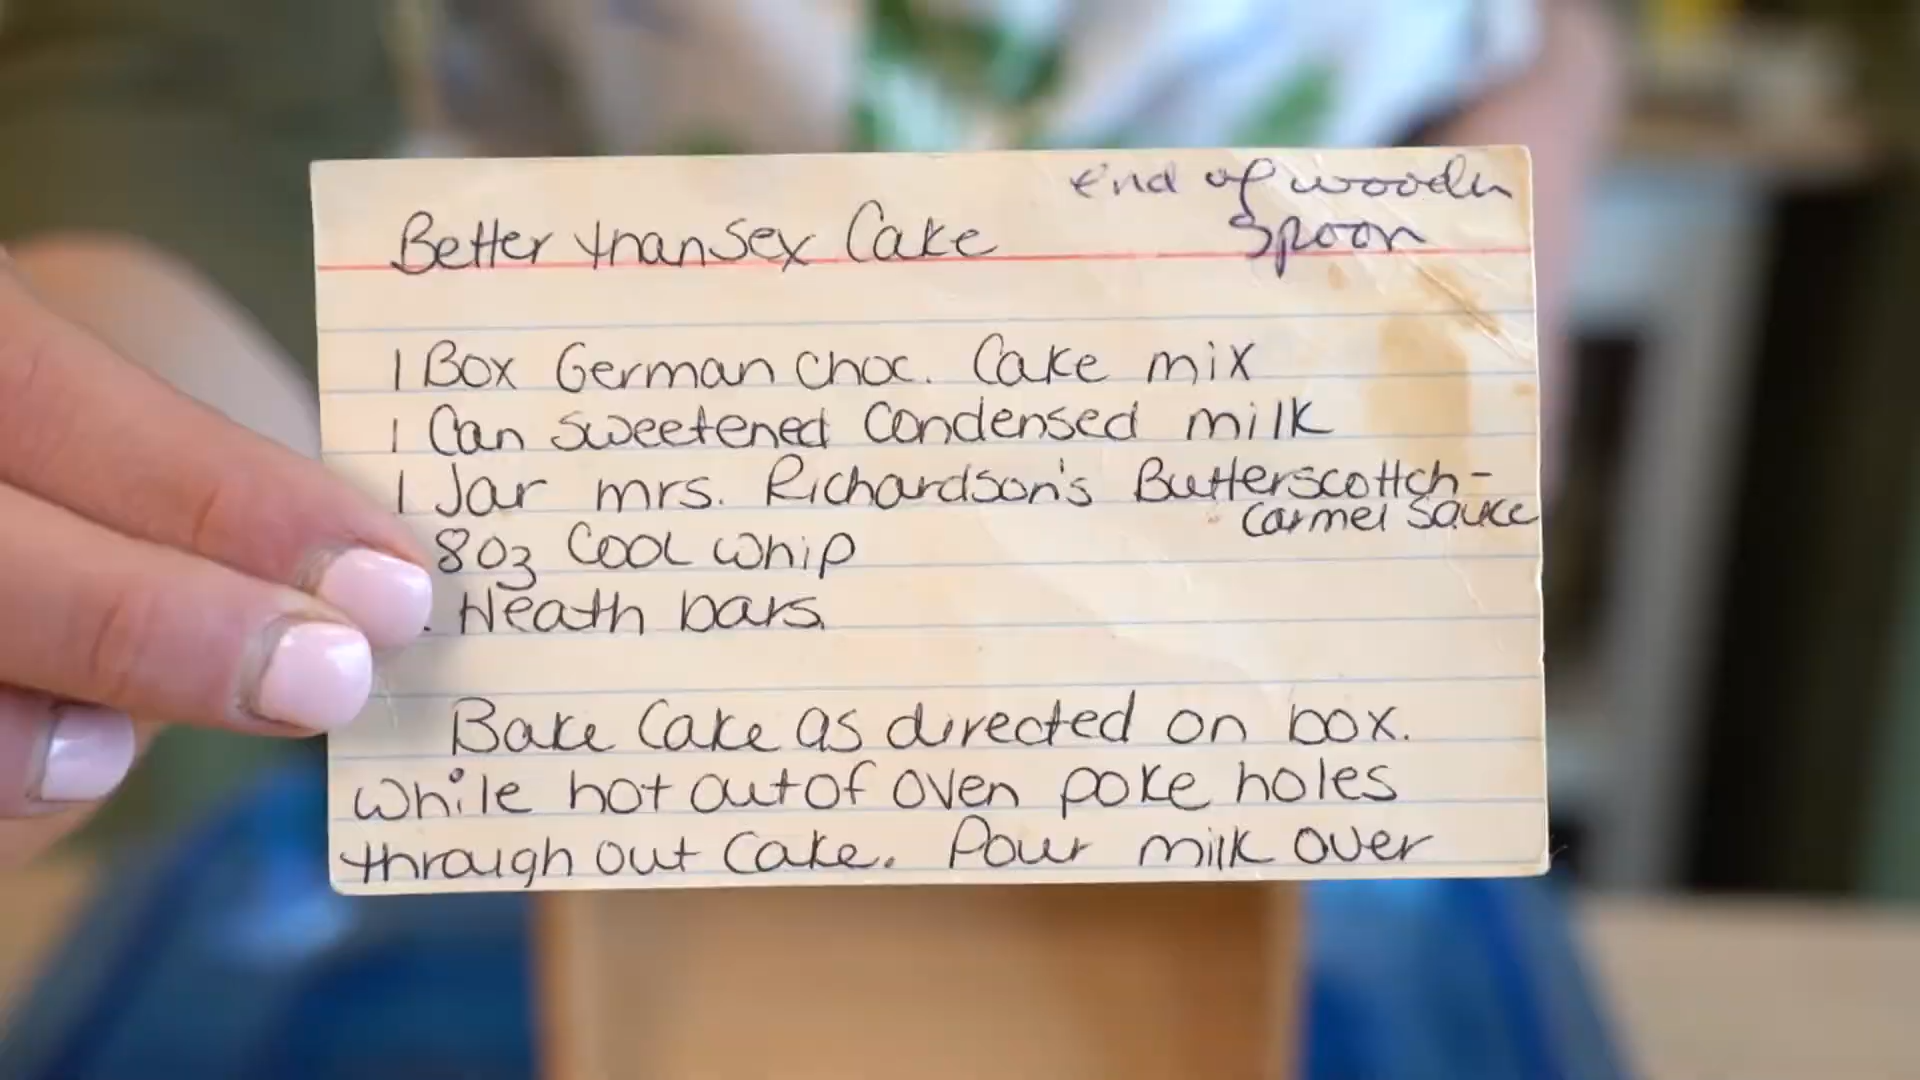 end of wooden
Spoon
Better than Sex Cake
1 Box German choc. Cake mix
1 Can sweetened Condensed milk
1 Jar mrs. Richardson's Butterscottch-
Carmel Sauce
8oz Cool whip
Heath bars.
Bake Cake as directed on box.
While hot out of oven poke holes
through out Cake. Pour milk over